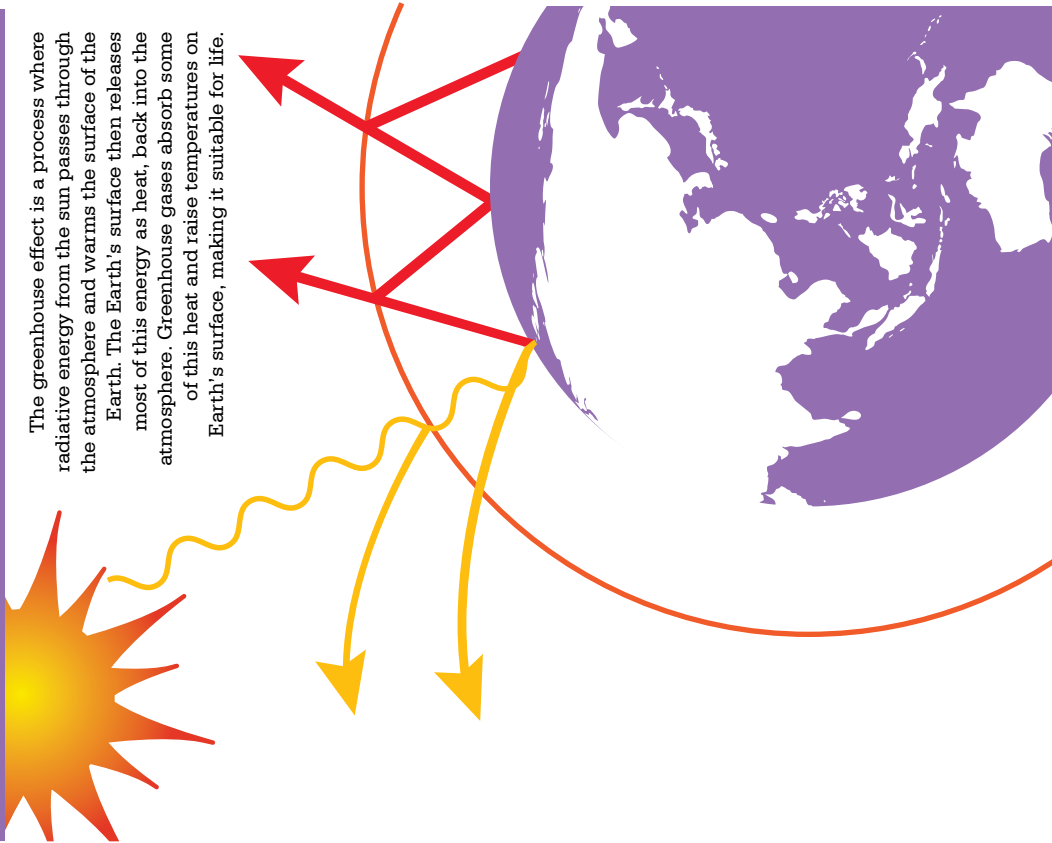 The greenhouse effect is a process where
radiative energy from the sun passes through
the atmosphere and warms the surface of the
Earth. The Earth's surface then releases
most of this energy as heat, back into the
atmosphere. Greenhouse gases absorb some
of this heat and raise temperatures on
Earth's surface, making it suitable for life.